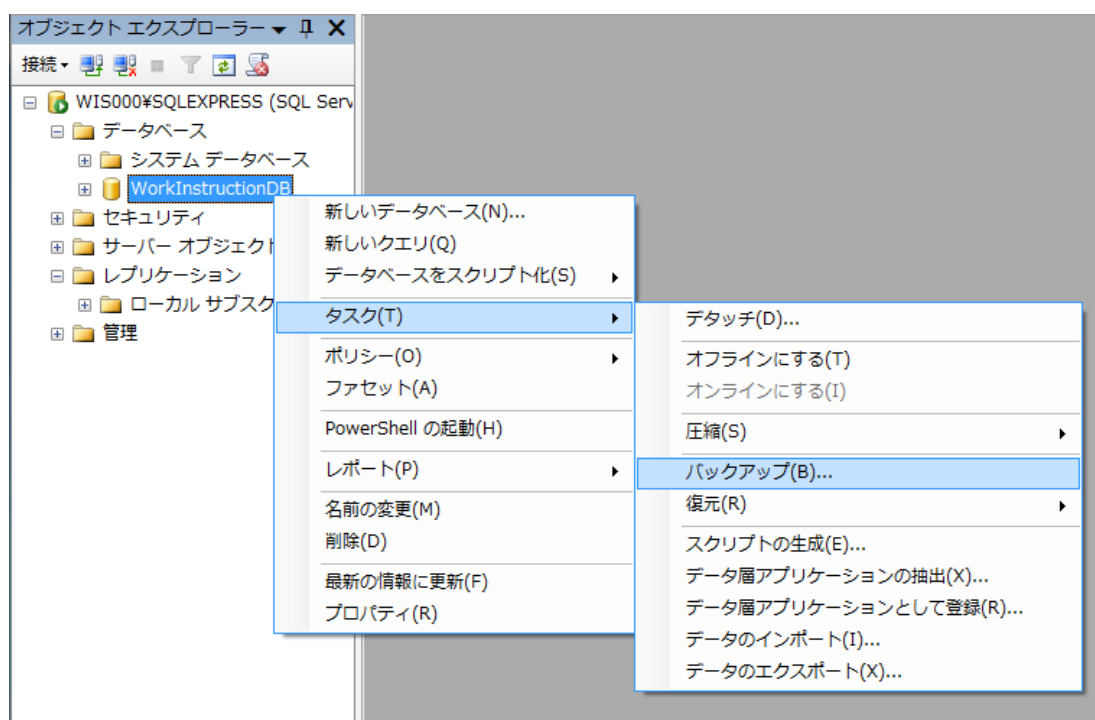 オブジェクト エクスプローラー
接続
WIS000¥SQLEXPRESS (SQL Serv
データベース
システム データベース
WorkInstructionDB
セキュリティ
サーバー オブジェクト
レプリケーション
ローカル サブスク
管理
新しいデータベース(N)...
新しいクエリ(Q)
データベースをスクリプト化(S)
タスク(T)
ポリシー(O)
ファセット(A)
PowerShell の起動(H)
レポート(P)
名前の変更(M)
削除(D)
最新の情報に更新(F)
プロパティ(R)
デタッチ(D)...
オフラインにする(T)
オンラインにする(I)
圧縮(S)
バックアップ(B)...
復元(R)
スクリプトの生成(E)...
データ層アプリケーションの抽出(X)...
データ層アプリケーションとして登録(R)...
データのインポート(I)...
データのエクスポート(X)...